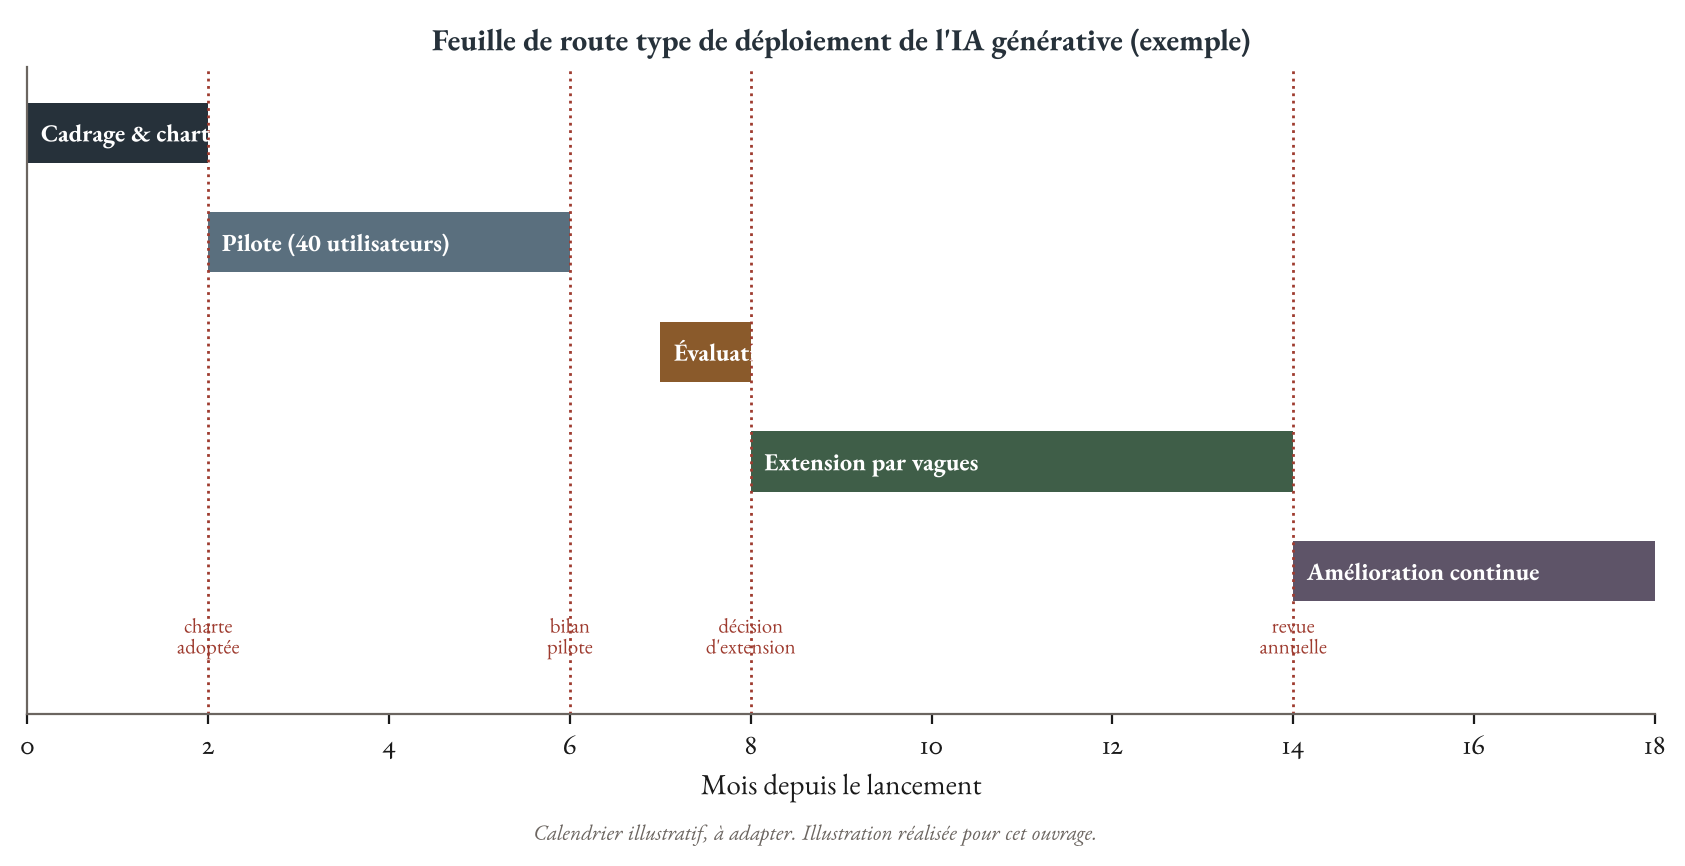 Feuille de route type de déploiement de l'IA générative (exemple)
Cadrage & chart
Pilote (40 utilisateurs)
Évaluat
Extension par vagues
Amélioration continue
charte
adoptée
bilan
pilote
décision
d'extension
revue
annuelle
0 2 4 6 8 10 12 14 16 18
Mois depuis le lancement
Calendrier illustratif, à adapter. Illustration réalisée pour cet ouvrage.